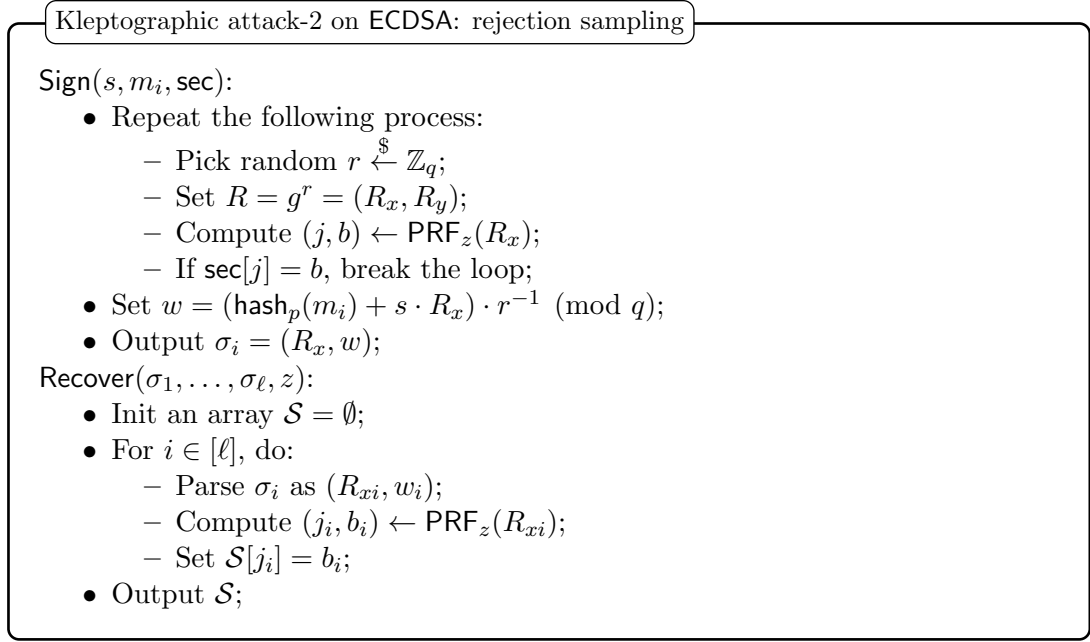 Kleptographic attack-2 on ECDSA: rejection sampling
Sign(s, m_i, sec):
• Repeat the following process:
– Pick random r $← ℤ_q;
– Set R = g^r = (R_x, R_y);
– Compute (j, b) ← PRF_z(R_x);
– If sec[j] = b, break the loop;
• Set w = (hash_p(m_i) + s · R_x) · r^{-1} (mod q);
• Output σ_i = (R_x, w);
Recover(σ_1, . . . , σ_ℓ, z):
• Init an array 𝒮 = ∅;
• For i ∈ [ℓ], do:
– Parse σ_i as (R_{xi}, w_i);
– Compute (j_i, b_i) ← PRF_z(R_{xi});
– Set 𝒮[j_i] = b_i;
• Output 𝒮;